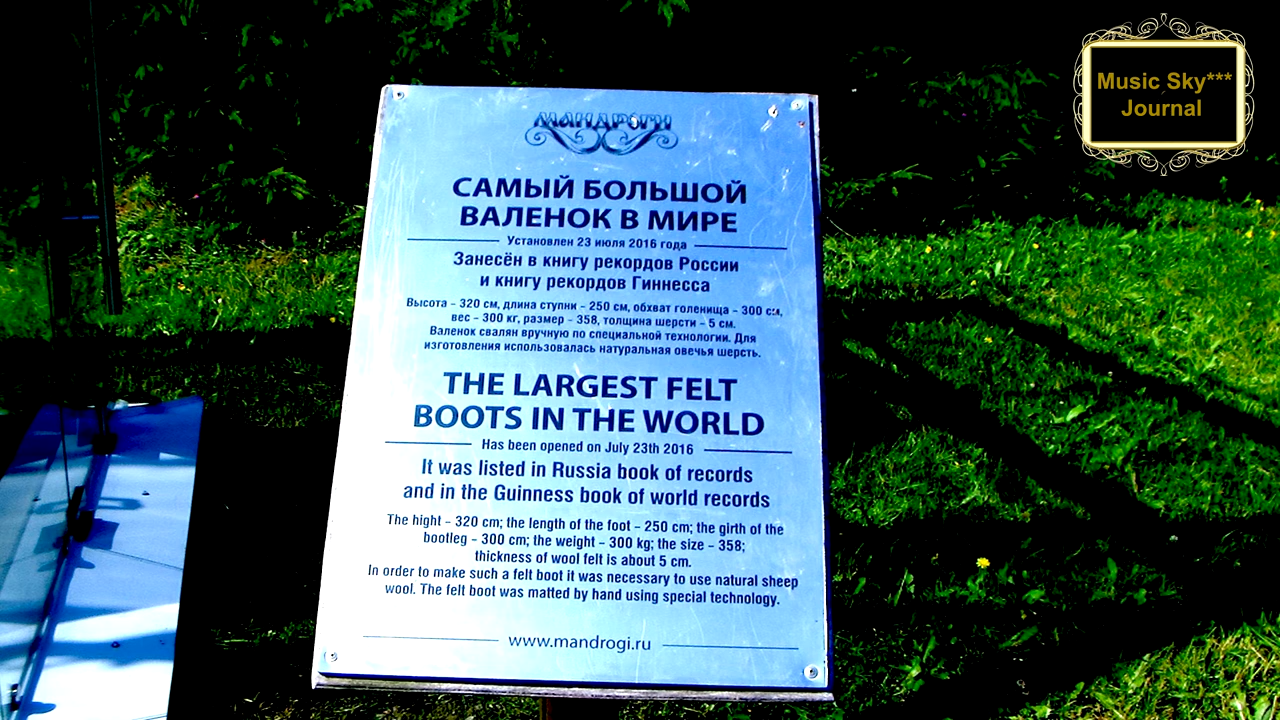 Music Sky***
Journal
МАНДРОГИ
САМЫЙ БОЛЬШОЙ
ВАЛЕНОК В МИРЕ
Установлен 23 июля 2016 года
Занесён в книгу рекордов России
и книгу рекордов Гиннесса
Высота – 320 см, длина ступни – 250 см, обхват голенища – 300 см,
вес – 300 кг, размер – 358, толщина шерсти – 5 см.
Валенок свалян вручную по специальной технологии. Для
изготовления использовалась натуральная овечья шерсть.
THE LARGEST FELT
BOOTS IN THE WORLD
Has been opened on July 23th 2016
It was listed in Russia book of records
and in the Guinness book of world records
The hight – 320 cm; the length of the foot – 250 cm; the girth of the
bootleg – 300 cm; the weight – 300 kg; the size – 358;
thickness of wool felt is about 5 cm.
In order to make such a felt boot it was necessary to use natural sheep
wool. The felt boot was matted by hand using special technology.
www.mandrogi.ru